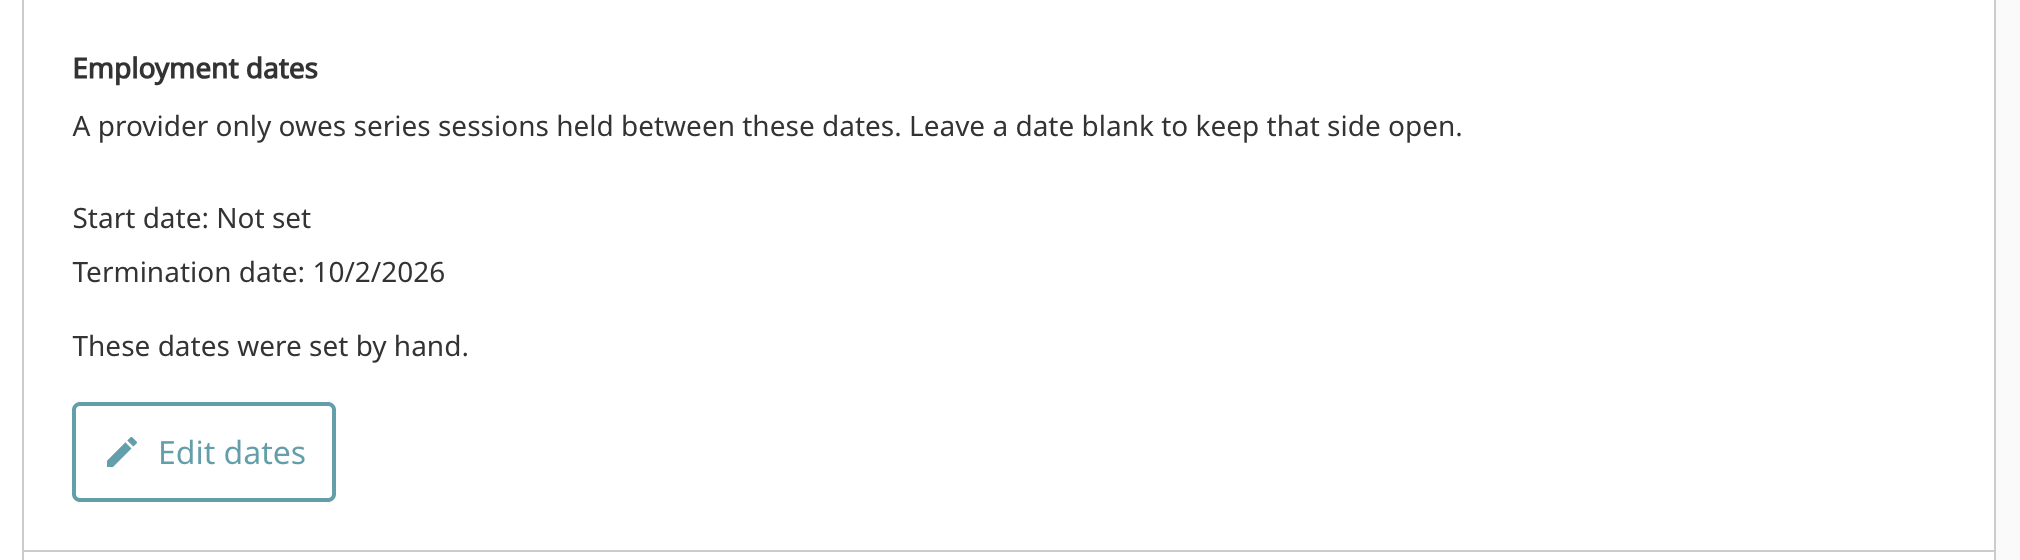 Employment dates
A provider only owes series sessions held between these dates. Leave a date blank to keep that side open.
Start date: Not set
Termination date: 10/2/2026
These dates were set by hand.
Edit dates